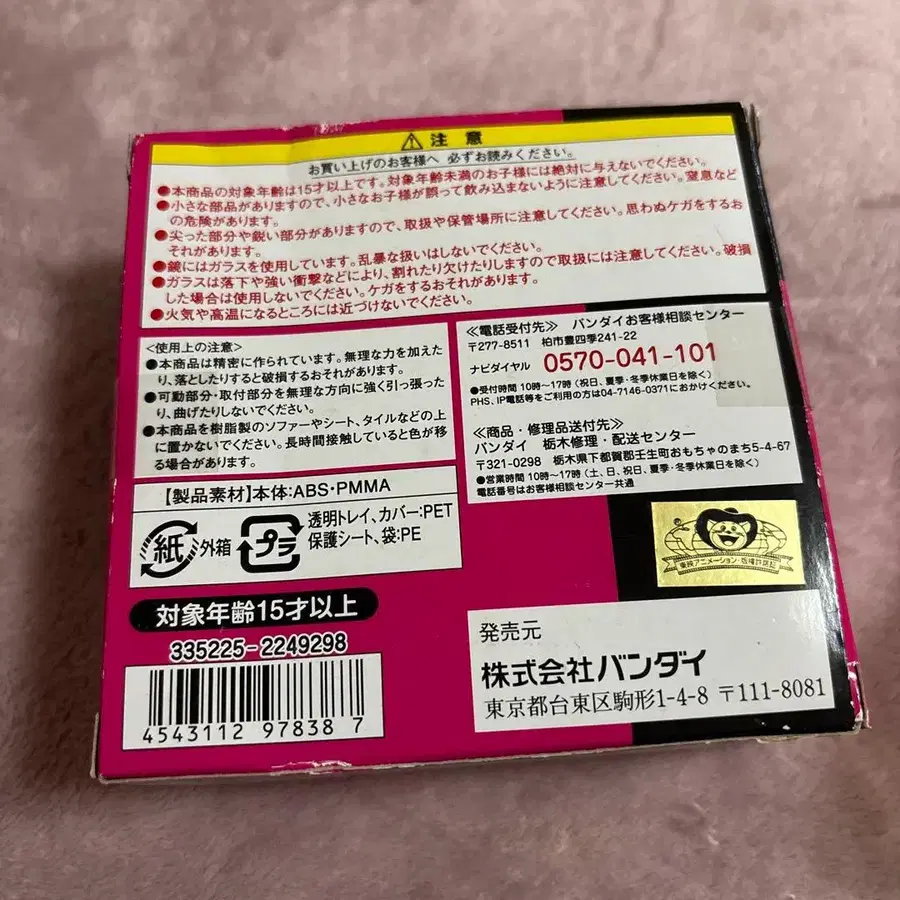 注意
お買い上げのお客様へ 必ずお読みください。
●本商品の対象年齢は15才以上です。対象年齢未満のお子様には絶対に与えないでください。
●小さな部品がありますので、小さなお子様が誤って飲み込まないように注意してください。窒息など
の危険があります。
●尖った部分や鋭い部分がありますので、取扱や保管場所に注意してください。思わぬケガをするお
それがあります。
●鏡にはガラスを使用しています。乱暴な扱いはしないでください。
●ガラスは落下や強い衝撃などにより、割れたり欠けたりしますので取扱には注意してください。破損
した場合は使用しないでください。ケガをするおそれがあります。
●火気や高温になるところには近づけないでください。
<使用上の注意>
●本商品は精密に作られています。無理な力を加えた
り、落としたりすると破損するおそれがあります。
●可動部分・取付部分を無理な方向に強く引っ張った
り、曲げたりしないでください。
●本商品を樹脂製のソファーやシート、タイルなどの上
に置かないでください。長時間接触していると色が移
る場合があります。
【製品素材】本体:ABS・PMMA
紙 外箱
プラ 透明トレイ、カバー:PET
保護シート、袋:PE
対象年齢15才以上
335225-2249298
4543112 97838 7
≪電話受付先≫ バンダイお客様相談センター
〒277-8511 柏市豊四季241-22
ナビダイヤル 0570-041-101
●受付時間 10時〜17時(祝日、夏季・冬季休業日を除く)
PHS、IP電話等をご利用の方は04-7146-0371におかけください。
≪商品・修理品送付先≫
バンダイ 栃木修理・配送センター
〒321-0298 栃木県下都賀郡壬生町おもちゃのまち5-4-67
●営業時間 10時〜17時(土、日、祝日、夏季・冬季休業日を除く)
電話番号はお客様相談センター共通
東映アニメーション・版権許諾証
発売元
株式会社バンダイ
東京都台東区駒形1-4-8 〒111-8081